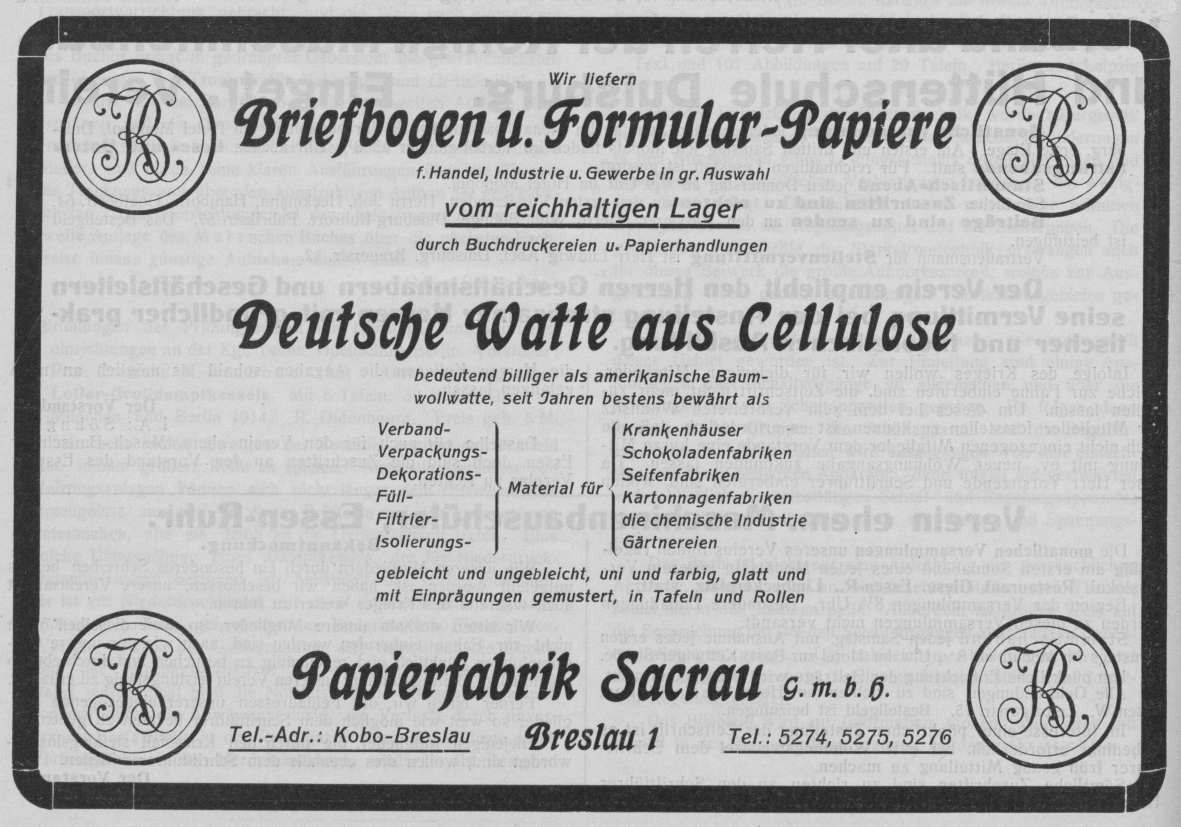 Wir liefern
Briefbogen u. Formular-Papiere
f. Handel, Industrie u. Gewerbe in gr. Auswahl
vom reichhaltigen Lager
durch Buchdruckereien u. Papierhandlungen
Deutsche Watte aus Cellulose
bedeutend billiger als amerikanische Baum-
wollwatte, seit Jahren bestens bewährt als
Verband-
Verpackungs-
Dekorations-
Füll-
Filtrier-
Isolierungs-
Material für
Krankenhäuser
Schokoladenfabriken
Seifenfabriken
Kartonnagenfabriken
die chemische Industrie
Gärtnereien
gebleicht und ungebleicht, uni und farbig, glatt und
mit Einprägungen gemustert, in Tafeln und Rollen
Papierfabrik Sacrau G. m. b. H.
Tel.-Adr.: Kobo-Breslau Breslau 1 Tel.: 5274, 5275, 5276